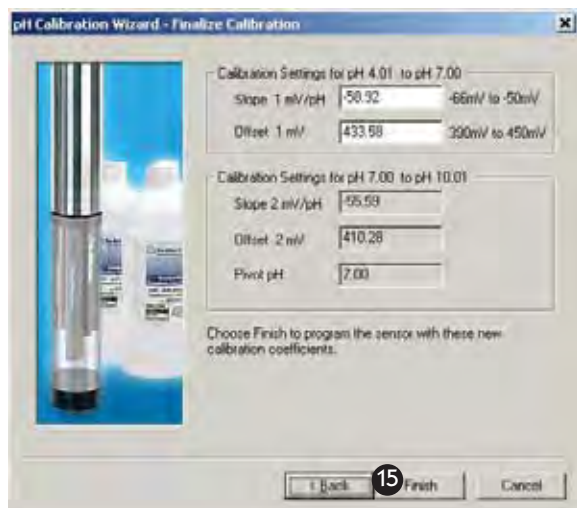 pH Calibration Wizard - Finalize Calibration
Calibration Settings for pH 4.01 to pH 7.00
Slope 1 mV/pH -58.92 -66mV to -50mV
Offset 1 mV 433.58 390mV to 450mV
Calibration Settings for pH 7.00 to pH 10.01
Slope 2 mV/pH -55.59
Offset 2 mV 410.28
Pivot pH 7.00
Choose Finish to program the sensor with these new
calibration coefficients.
< Back 15 Finish Cancel